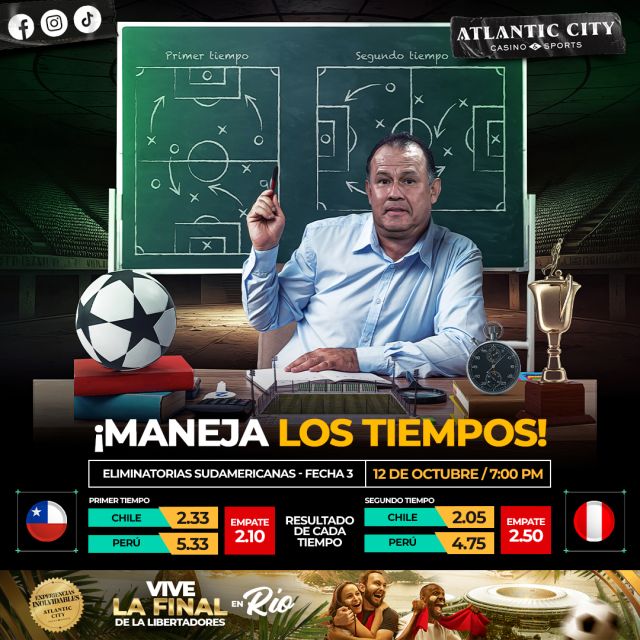 ATLANTIC CITY
CASINO SPORTS
Primer tiempo
Segundo tiempo
¡MANEJA LOS TIEMPOS!
ELIMINATORIAS SUDAMERICANAS - FECHA 3
12 DE OCTUBRE / 7:00 PM
PRIMER TIEMPO
CHILE 2.33
PERÚ 5.33
EMPATE
2.10
RESULTADO
DE CADA
TIEMPO
SEGUNDO TIEMPO
CHILE 2.05
PERÚ 4.75
EMPATE
2.50
EXPERIENCIAS
INOLVIDABLES
ATLANTIC
CITY
VIVE
LA FINAL
DE LA LIBERTADORES
EN Río